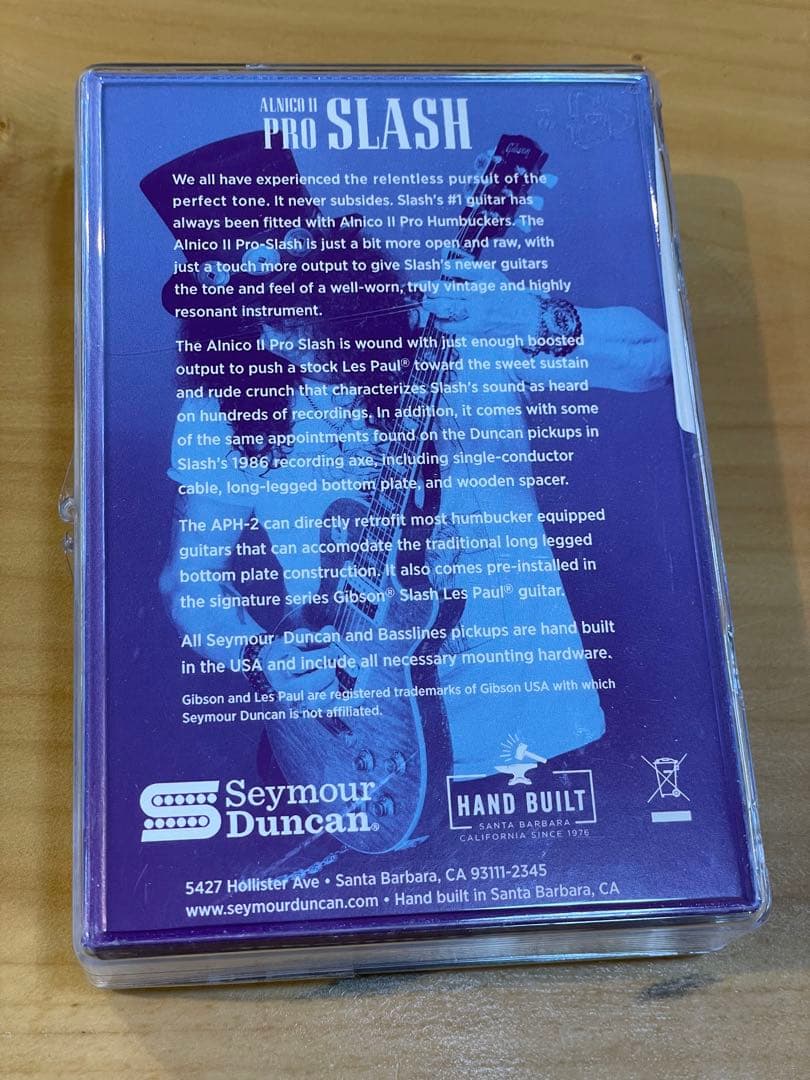 ALNICO II
PRO SLASH
Gibson
We all have experienced the relentless pursuit of the
perfect tone. It never subsides. Slash's #1 guitar has
always been fitted with Alnico II Pro Humbuckers. The
Alnico II Pro-Slash is just a bit more open and raw, with
just a touch more output to give Slash's newer guitars
the tone and feel of a well-worn, truly vintage and highly
resonant instrument.
The Alnico II Pro Slash is wound with just enough boosted
output to push a stock Les Paul® toward the sweet sustain
and rude crunch that characterizes Slash's sound as heard
on hundreds of recordings. In addition, it comes with some
of the same appointments found on the Duncan pickups in
Slash's 1986 recording axe, including single-conductor
cable, long-legged bottom plate, and wooden spacer.
The APH-2 can directly retrofit most humbucker equipped
guitars that can accomodate the traditional long legged
bottom plate construction. It also comes pre-installed in
the signature series Gibson® Slash Les Paul® guitar.
All Seymour Duncan and Basslines pickups are hand built
in the USA and include all necessary mounting hardware.
Gibson and Les Paul are registered trademarks of Gibson USA with which
Seymour Duncan is not affiliated.
Seymour
Duncan®
HAND BUILT
SANTA BARBARA
CALIFORNIA SINCE 1976
5427 Hollister Ave • Santa Barbara, CA 93111-2345
www.seymourduncan.com • Hand built in Santa Barbara, CA